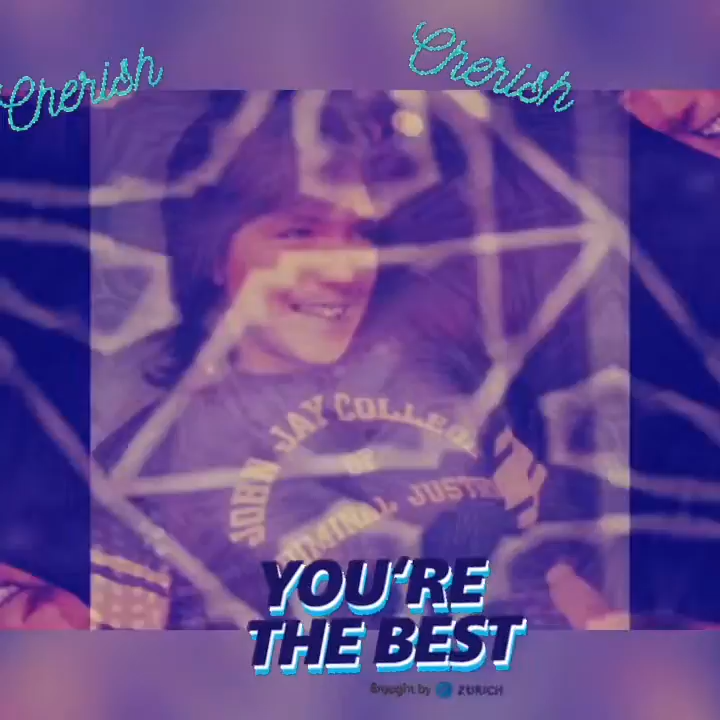 Cherish
Cherish
JOHN JAY COLLEGE
OF
CRIMINAL JUSTICE
YOU'RE
THE BEST
Brought by ZURICH